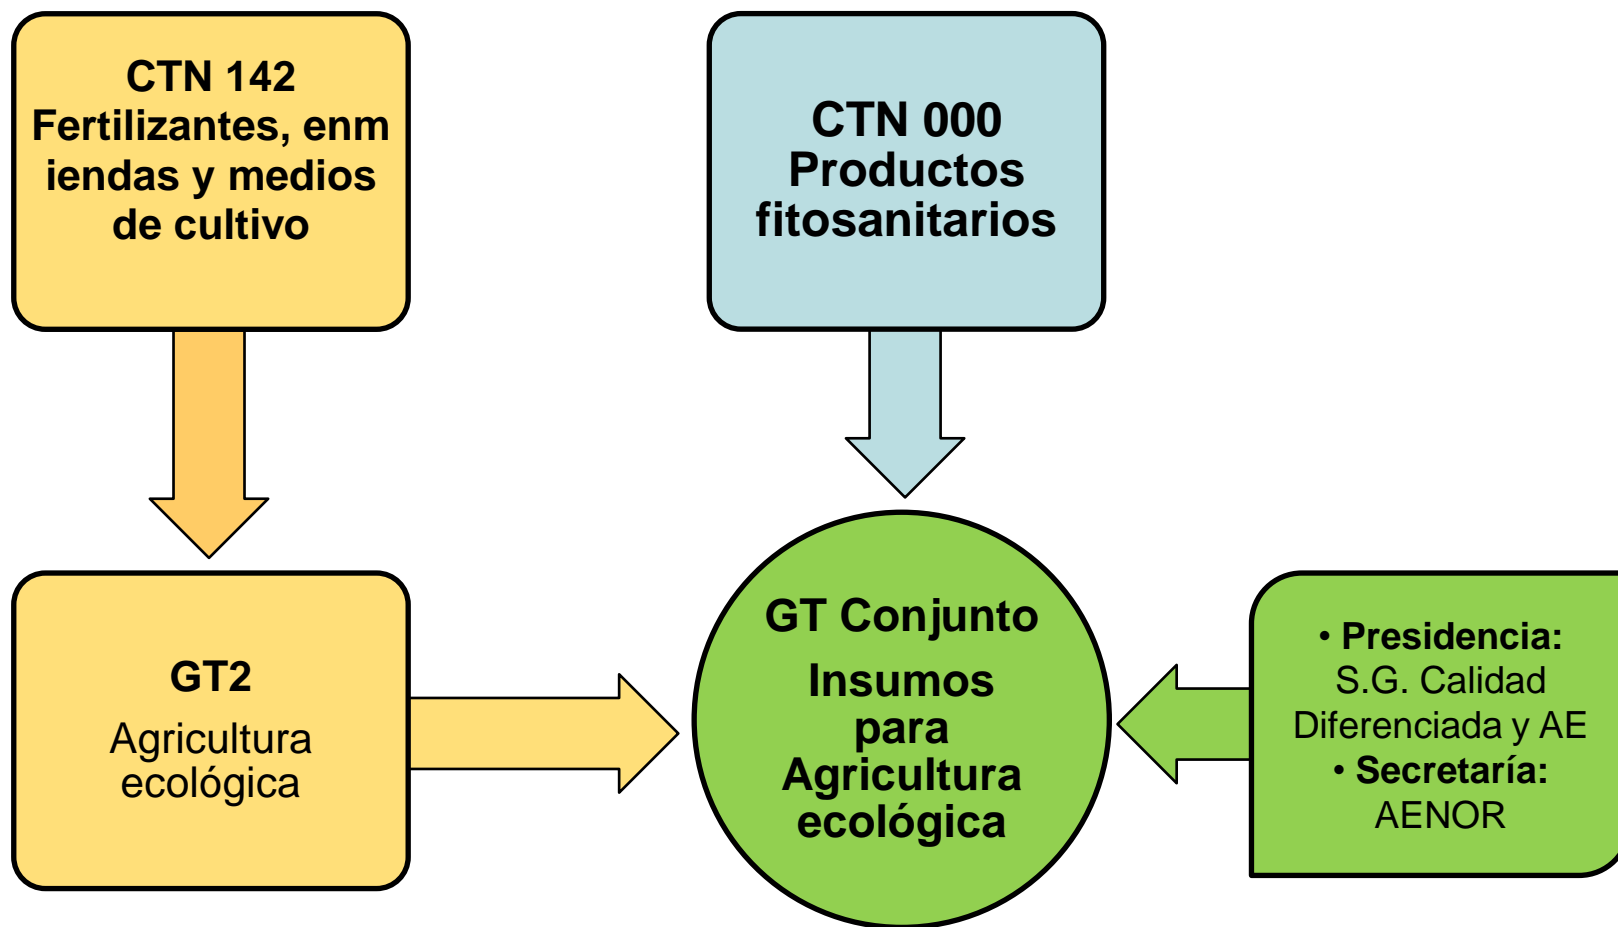 CTN 142
Fertilizantes, enm
iendas y medios
de cultivo
CTN 000
Productos
fitosanitarios
GT2
Agricultura
ecológica
GT Conjunto
Insumos
para
Agricultura
ecológica
• Presidencia:
S.G. Calidad
Diferenciada y AE
• Secretaría:
AENOR